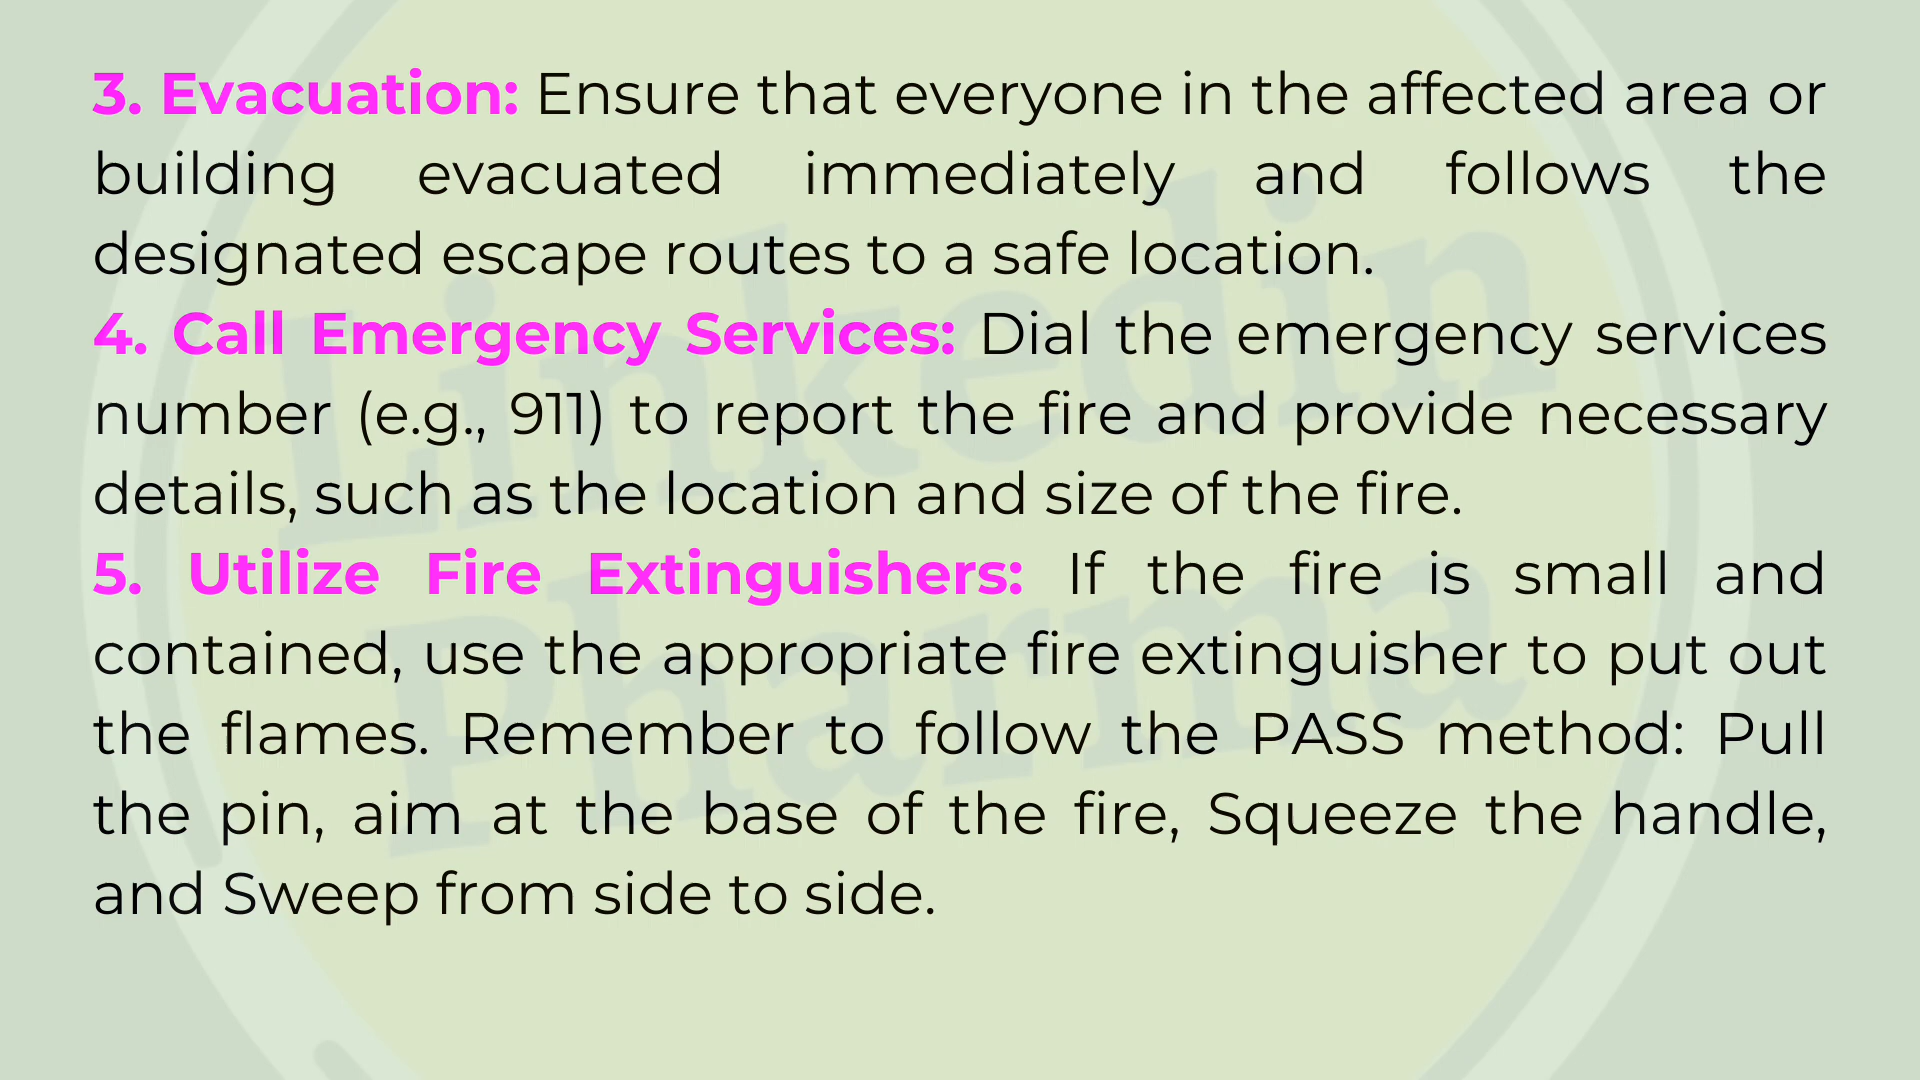 3. Evacuation: Ensure that everyone in the affected area or
building evacuated immediately and follows the
designated escape routes to a safe location.
4. Call Emergency Services: Dial the emergency services
number (e.g., 911) to report the fire and provide necessary
details, such as the location and size of the fire.
5. Utilize Fire Extinguishers: If the fire is small and
contained, use the appropriate fire extinguisher to put out
the flames. Remember to follow the PASS method: Pull
the pin, aim at the base of the fire, Squeeze the handle,
and Sweep from side to side.
Linkedin
Pharma